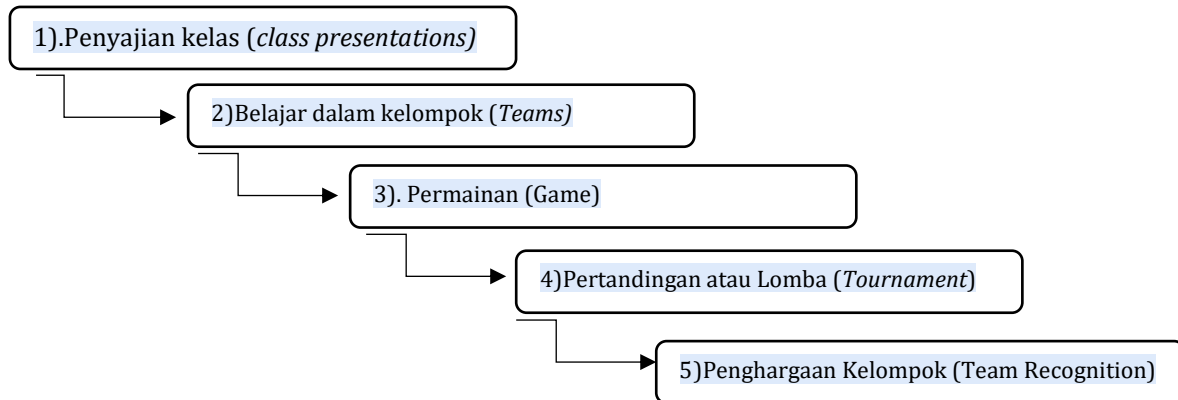 1).Penyajian kelas (class presentations)
2)Belajar dalam kelompok (Teams)
3). Permainan (Game)
4)Pertandingan atau Lomba (Tournament)
5)Penghargaan Kelompok (Team Recognition)